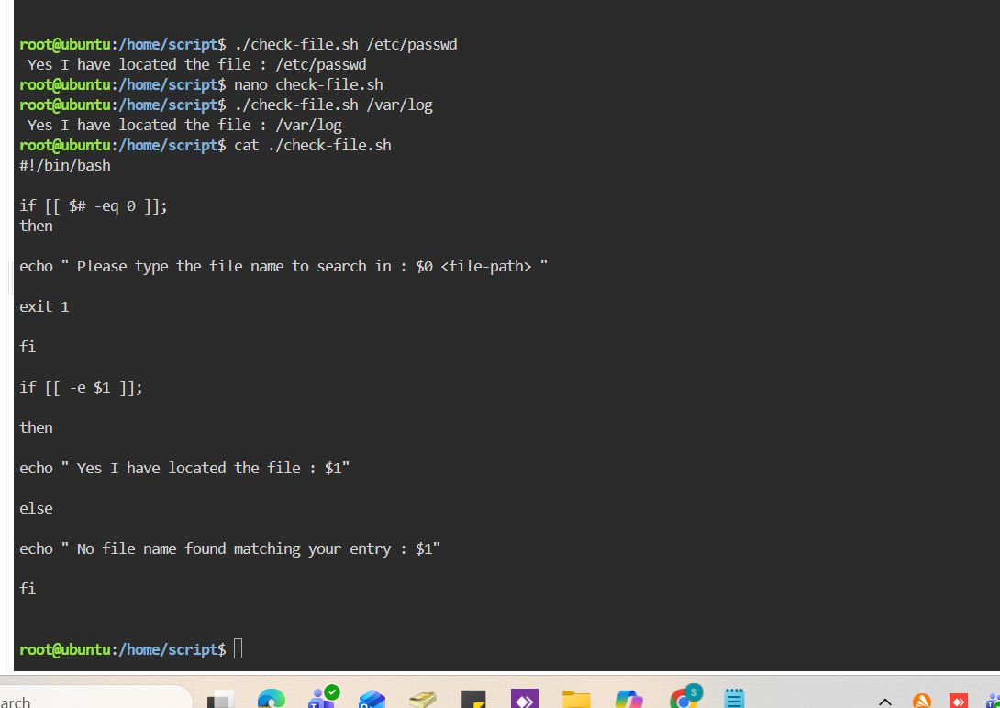 root@ubuntu:/home/script$ ./check-file.sh /etc/passwd
 Yes I have located the file : /etc/passwd
root@ubuntu:/home/script$ nano check-file.sh
root@ubuntu:/home/script$ ./check-file.sh /var/log
 Yes I have located the file : /var/log
root@ubuntu:/home/script$ cat ./check-file.sh
#!/bin/bash
if [[ $# -eq 0 ]];
then
echo " Please type the file name to search in : $0 <file-path> "
exit 1
fi
if [[ -e $1 ]];
then
echo " Yes I have located the file : $1"
else
echo " No file name found matching your entry : $1"
fi
root@ubuntu:/home/script$
arch
S